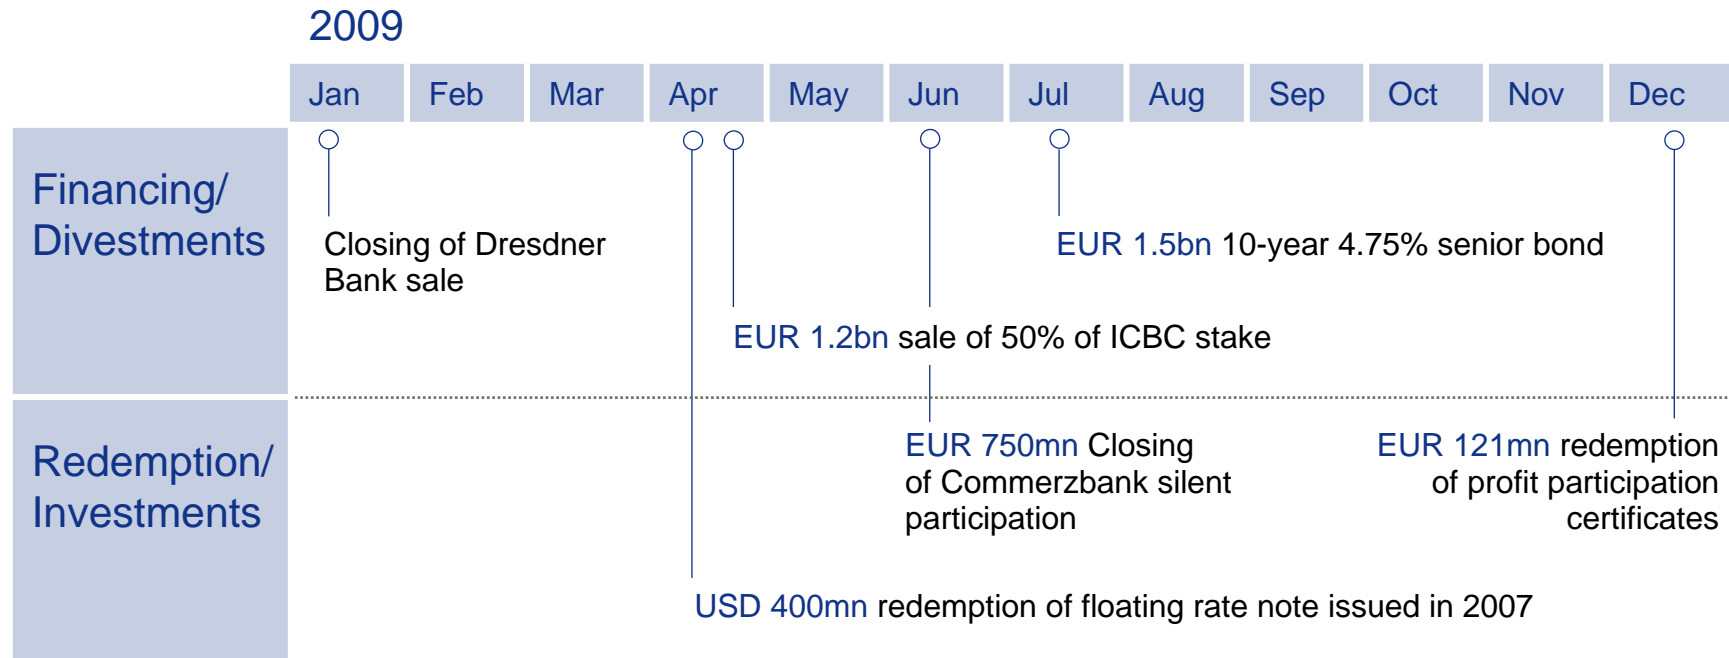 2009
Jan Feb Mar Apr May Jun Jul Aug Sep Oct Nov Dec
Financing/
Divestments
Closing of Dresdner
Bank sale
EUR 1.5bn 10-year 4.75% senior bond
EUR 1.2bn sale of 50% of ICBC stake
Redemption/
Investments
EUR 750mn Closing
of Commerzbank silent
participation
EUR 121mn redemption
of profit participation
certificates
USD 400mn redemption of floating rate note issued in 2007